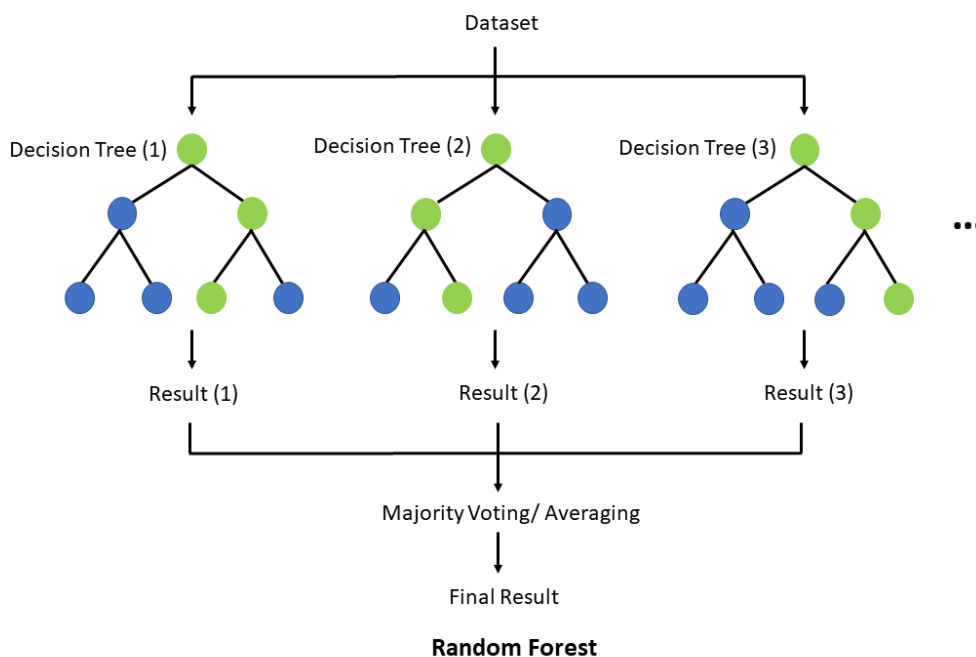 Dataset
Decision Tree (1)
Decision Tree (2)
Decision Tree (3)
...
Result (1)
Result (2)
Result (3)
Majority Voting/ Averaging
Final Result
Random Forest